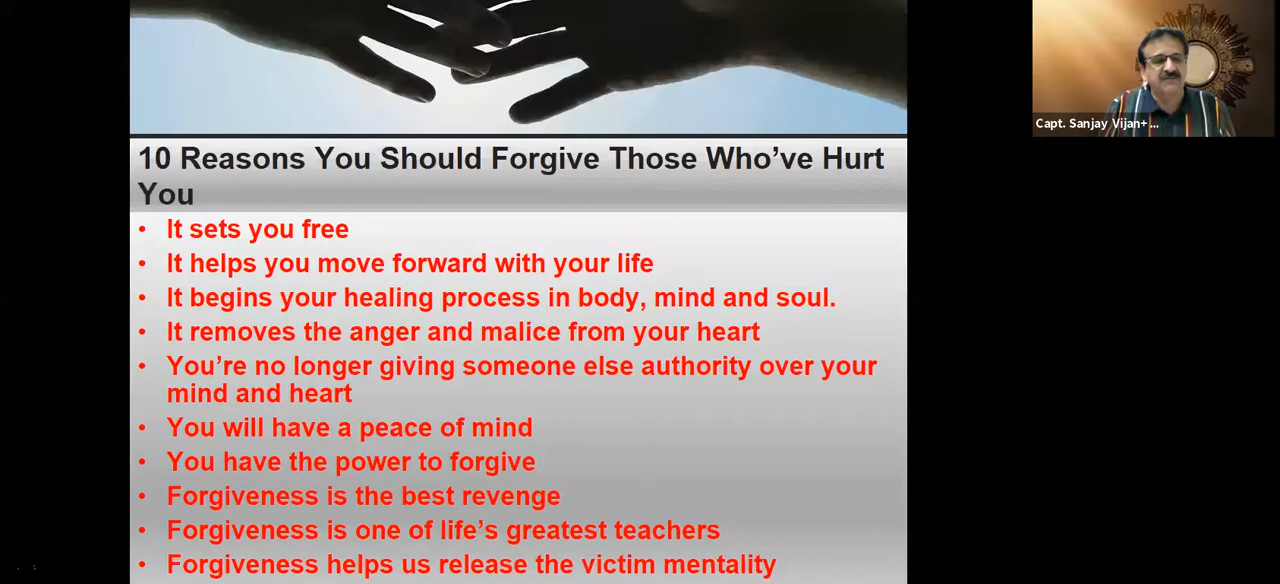 Capt. Sanjay Vijan+ ...
10 Reasons You Should Forgive Those Who’ve Hurt
You
• It sets you free
• It helps you move forward with your life
• It begins your healing process in body, mind and soul.
• It removes the anger and malice from your heart
• You’re no longer giving someone else authority over your
mind and heart
• You will have a peace of mind
• You have the power to forgive
• Forgiveness is the best revenge
• Forgiveness is one of life’s greatest teachers
• Forgiveness helps us release the victim mentality